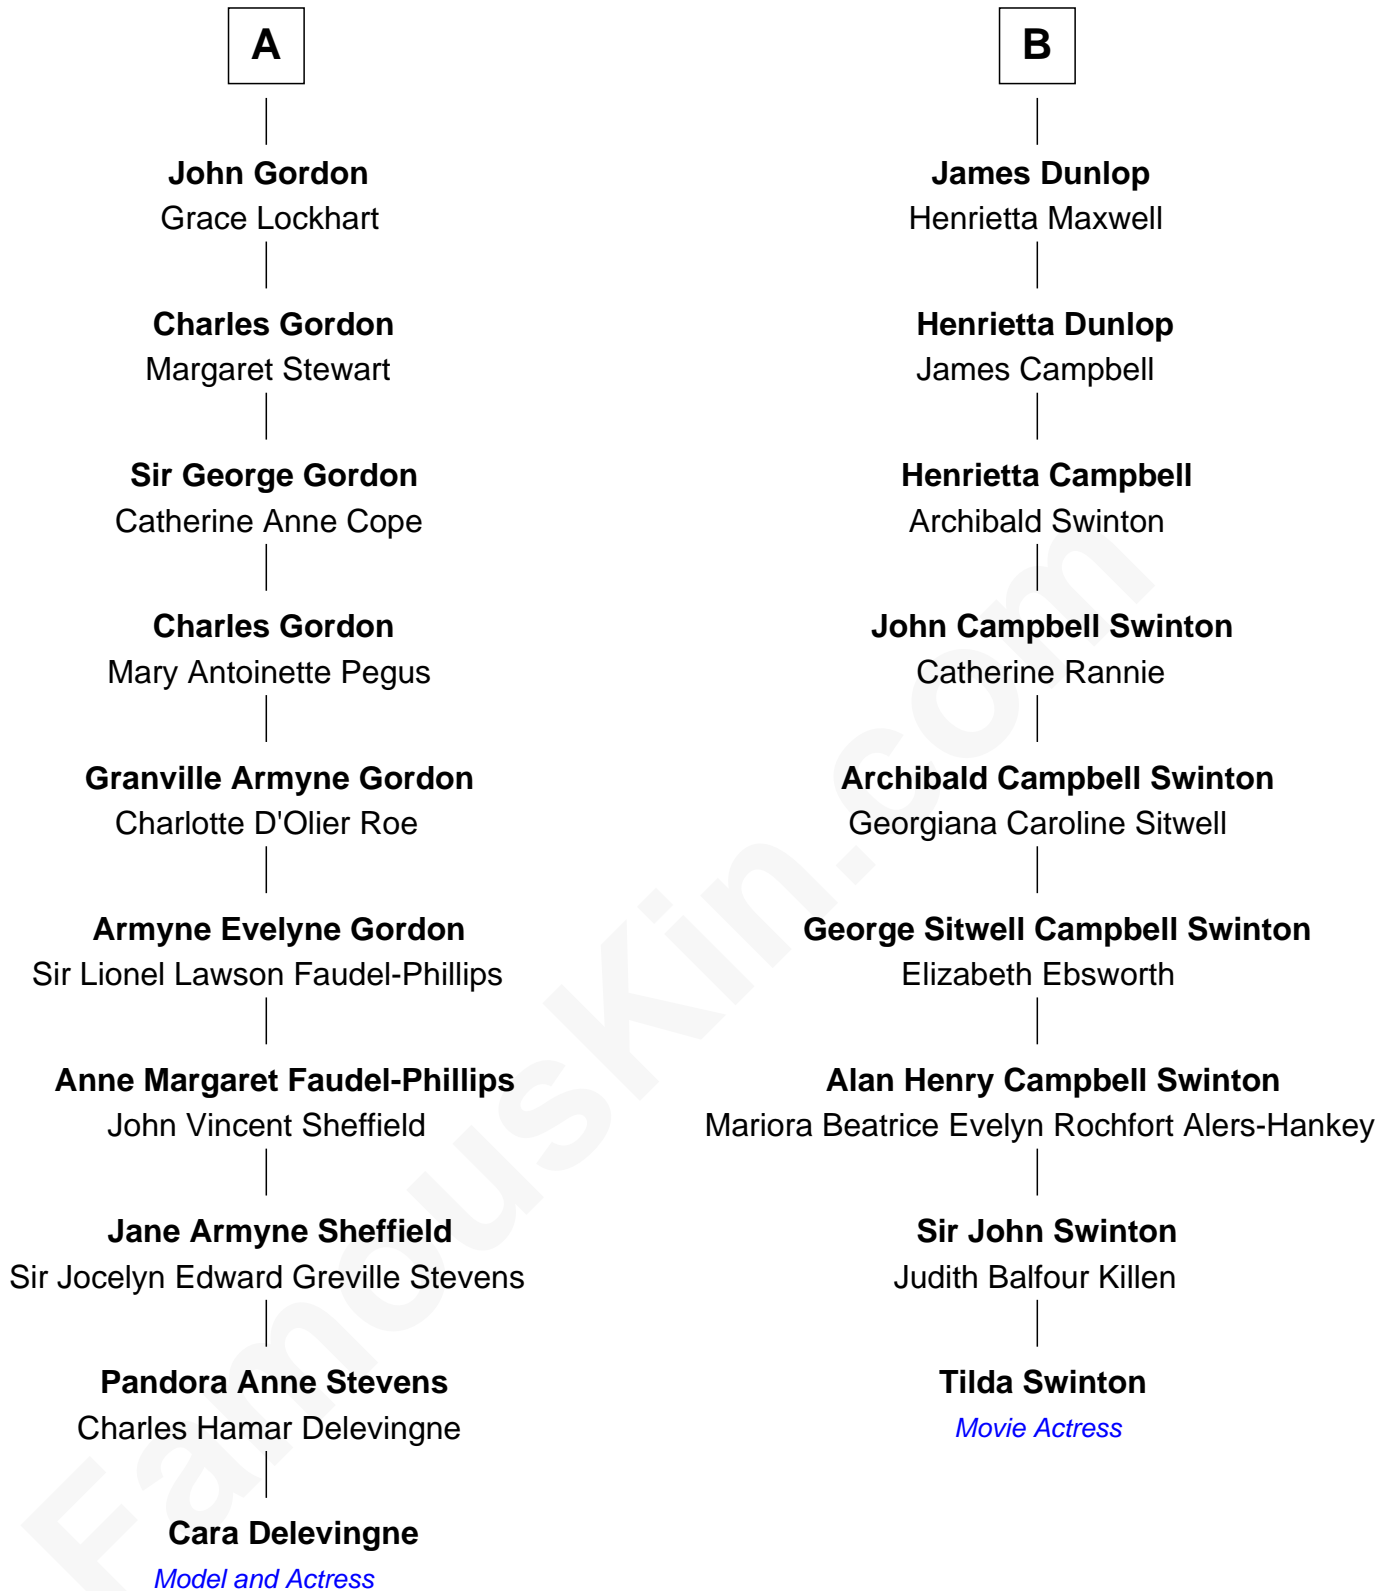 A
John Gordon
Grace Lockhart
Charles Gordon
Margaret Stewart
Sir George Gordon
Catherine Anne Cope
Charles Gordon
Mary Antoinette Pegus
Granville Armyne Gordon
Charlotte D'Olier Roe
Armyne Evelyne Gordon
Sir Lionel Lawson Faudel-Phillips
Anne Margaret Faudel-Phillips
John Vincent Sheffield
Jane Armyne Sheffield
Sir Jocelyn Edward Greville Stevens
Pandora Anne Stevens
Charles Hamar Delevingne
Cara Delevingne
Model and Actress
B
James Dunlop
Henrietta Maxwell
Henrietta Dunlop
James Campbell
Henrietta Campbell
Archibald Swinton
John Campbell Swinton
Catherine Rannie
Archibald Campbell Swinton
Georgiana Caroline Sitwell
George Sitwell Campbell Swinton
Elizabeth Ebsworth
Alan Henry Campbell Swinton
Mariora Beatrice Evelyn Rochfort Alers-Hankey
Sir John Swinton
Judith Balfour Killen
Tilda Swinton
Movie Actress
FamousKin.com